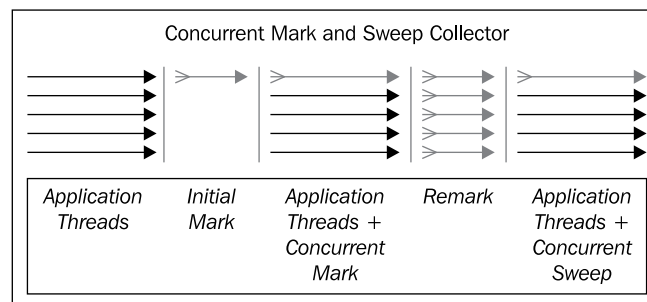 Concurrent Mark and Sweep Collector
Application
Threads
Initial
Mark
Application
Threads +
Concurrent
Mark
Remark
Application
Threads +
Concurrent
Sweep